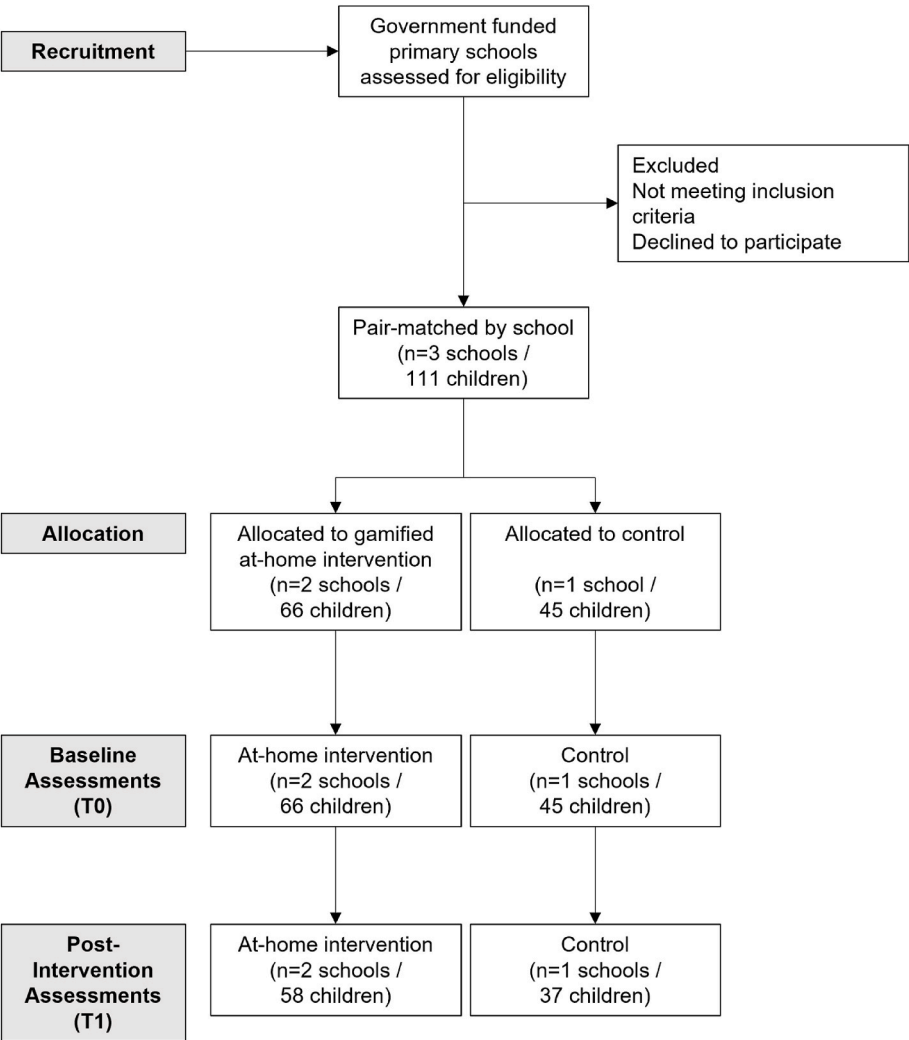 Recruitment
Government funded
primary schools
assessed for eligibility
Excluded
Not meeting inclusion
criteria
Declined to participate
Pair-matched by school
(n=3 schools /
111 children)
Allocation
Allocated to gamified
at-home intervention
(n=2 schools /
66 children)
Allocated to control
(n=1 school /
45 children)
Baseline
Assessments
(T0)
At-home intervention
(n=2 schools /
66 children)
Control
(n=1 schools /
45 children)
Post-
Intervention
Assessments
(T1)
At-home intervention
(n=2 schools /
58 children)
Control
(n=1 schools /
37 children)